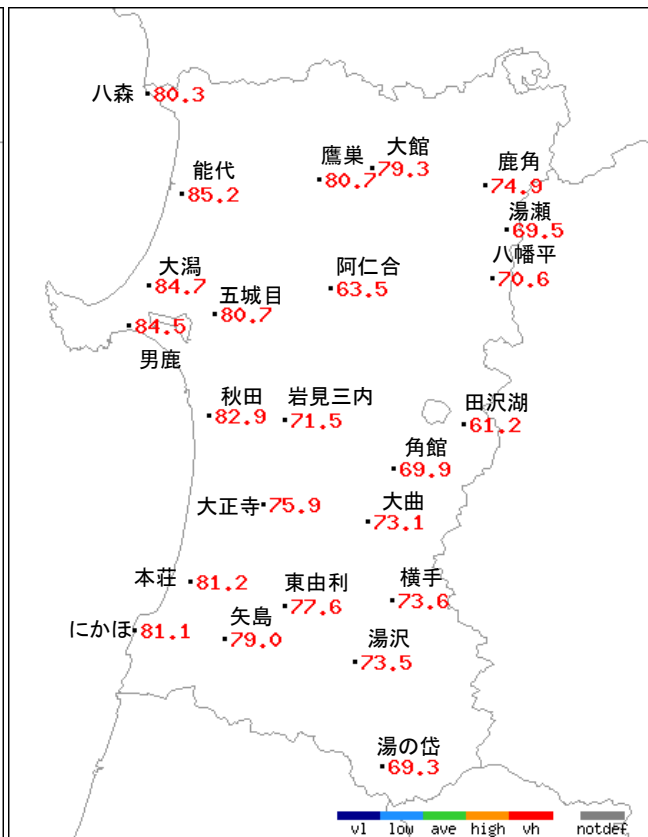 八森 80.3
大館
79.3
鷹巣
80.7
鹿角
74.9
能代
85.2
湯瀬
69.5
八幡平
70.6
大潟
84.7
阿仁合
63.5
五城目
80.7
84.5
男鹿
秋田
82.9
岩見三内
71.5
田沢湖
61.2
角館
69.9
大正寺 75.9
大曲
73.1
本荘 81.2
東由利
77.6
横手
73.6
にかほ 81.1
矢島
79.0
湯沢
73.5
湯の岱
69.3
vl low ave high vh notdef